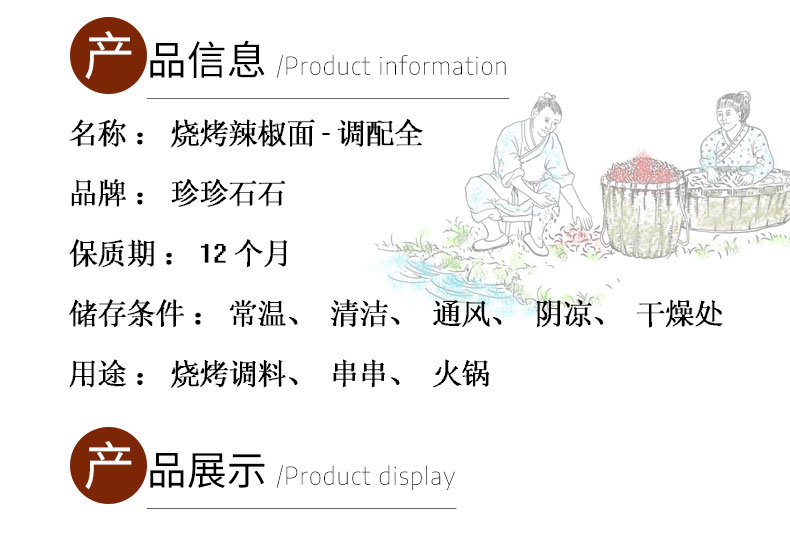 产品信息 /Product information
名称： 烧烤辣椒面 - 调配全
品牌： 珍珍石石
保质期： 12 个月
储存条件： 常温、 清洁、 通风、 阴凉、 干燥处
用途： 烧烤调料、 串串、 火锅
产品展示 /Product display